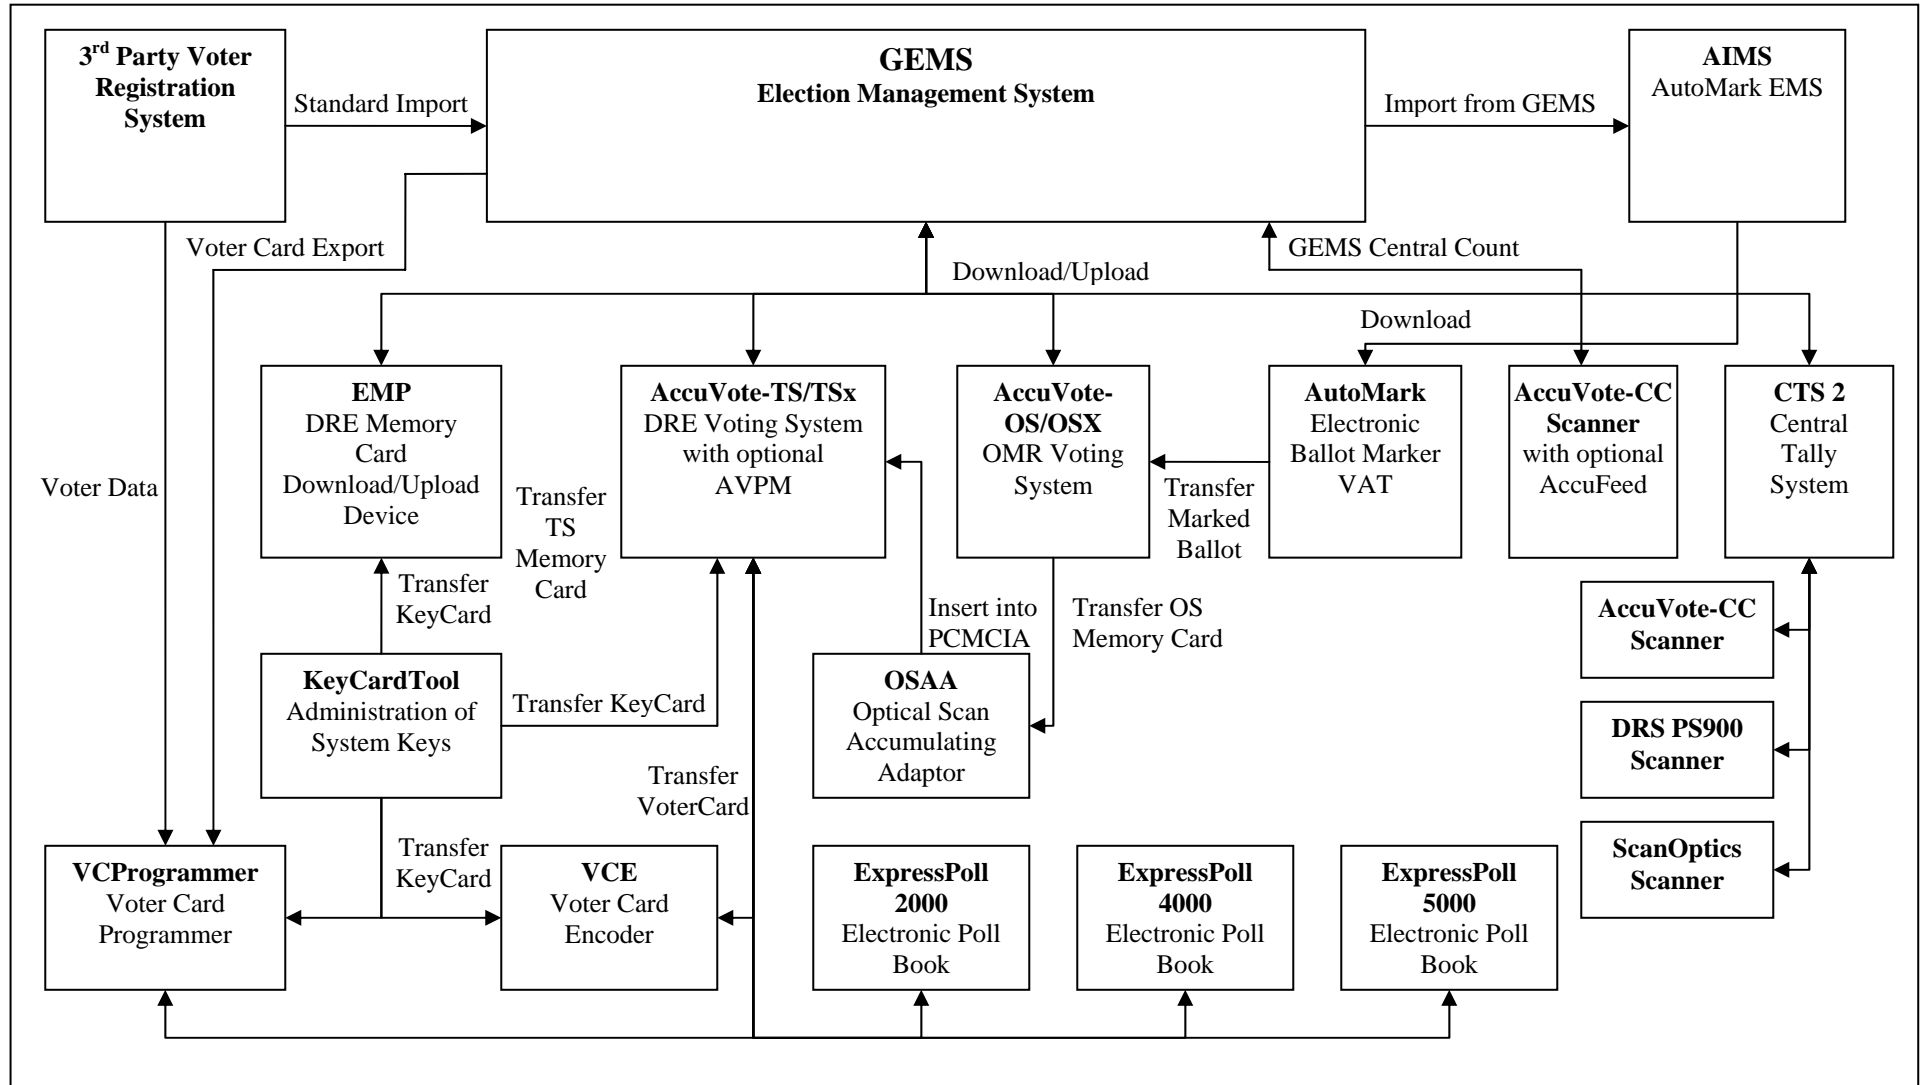 3rd Party Voter
Registration
System
GEMS
Election Management System
AIMS
AutoMark EMS
Standard Import
Import from GEMS
Voter Card Export
GEMS Central Count
Download/Upload
Download
EMP
DRE Memory
Card
Download/Upload
Device
AccuVote-TS/TSx
DRE Voting System
with optional
AVPM
AccuVote-
OS/OSX
OMR Voting
System
AutoMark
Electronic
Ballot Marker
VAT
AccuVote-CC
Scanner
with optional
AccuFeed
CTS 2
Central
Tally
System
Voter Data
Transfer
TS
Memory
Card
Transfer
Marked
Ballot
Transfer
KeyCard
Insert into
PCMCIA
Transfer OS
Memory Card
AccuVote-CC
Scanner
KeyCardTool
Administration of
System Keys
Transfer KeyCard
OSAA
Optical Scan
Accumulating
Adaptor
DRS PS900
Scanner
Transfer
VoterCard
VCProgrammer
Voter Card
Programmer
Transfer
KeyCard
VCE
Voter Card
Encoder
ExpressPoll
2000
Electronic Poll
Book
ExpressPoll
4000
Electronic Poll
Book
ExpressPoll
5000
Electronic Poll
Book
ScanOptics
Scanner